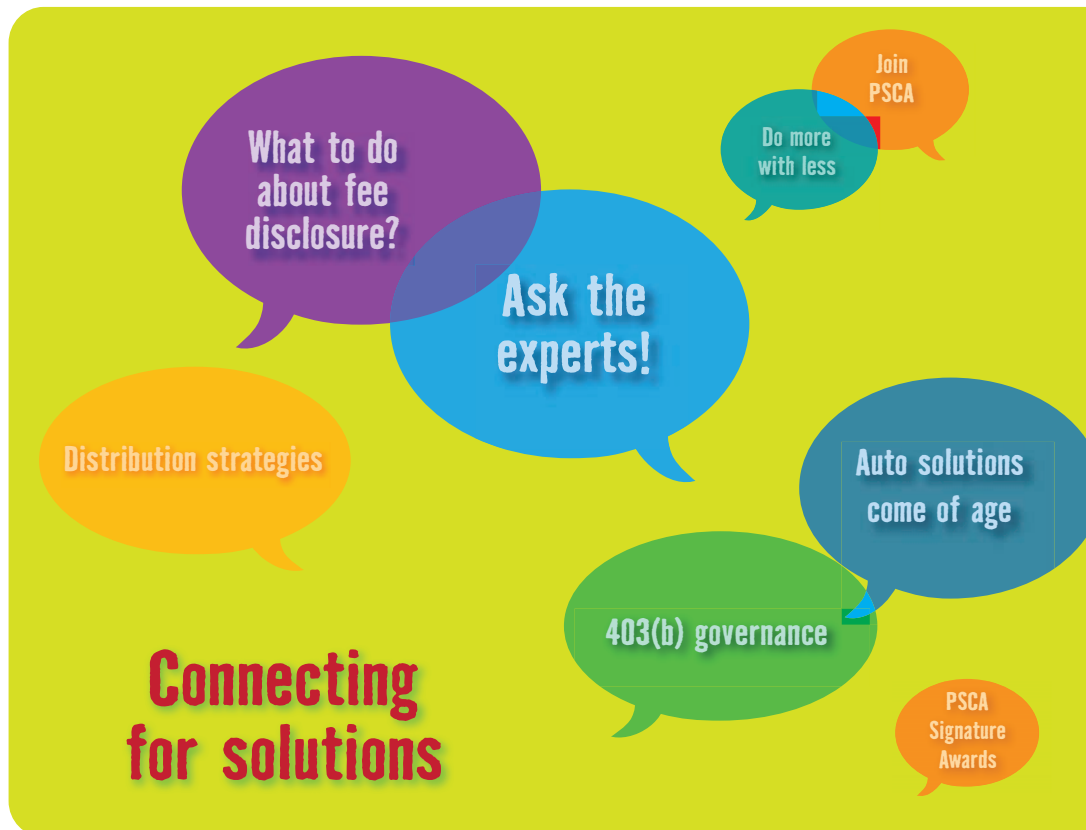 Join
PSCA
Do more
with less
What to do
about fee
disclosure?
Ask the
experts!
Distribution strategies
Auto solutions
come of age
403(b) governance
Connecting
for solutions
PSCA
Signature
Awards